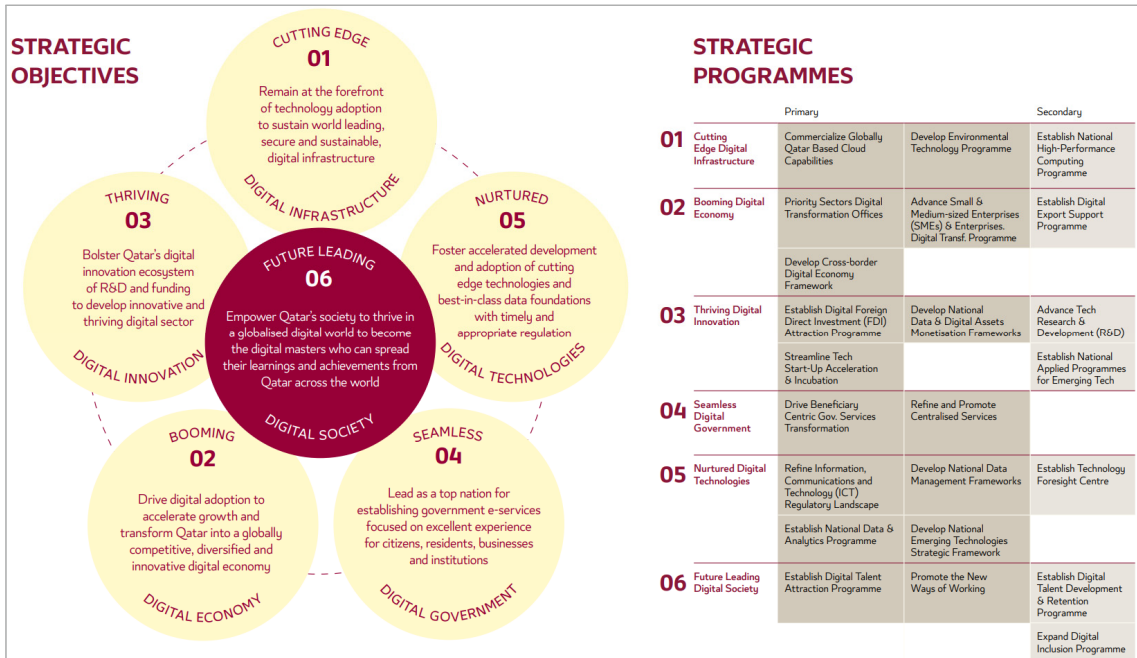 STRATEGIC
OBJECTIVES
CUTTING EDGE
01
Remain at the forefront
of technology adoption
to sustain world leading,
secure and sustainable,
digital infrastructure
DIGITAL INFRASTRUCTURE
THRIVING
03
Bolster Qatar's digital
innovation ecosystem
of R&D and funding
to develop innovative and
thriving digital sector
DIGITAL INNOVATION
NURTURED
05
Foster accelerated development
and adoption of cutting
edge technologies and
best-in-class data foundations
with timely and
appropriate regulation
DIGITAL TECHNOLOGIES
FUTURE LEADING
06
Empower Qatar's society to thrive in
a globalised digital world to become
the digital masters who can spread
their learnings and achievements from
Qatar across the world
DIGITAL SOCIETY
BOOMING
02
Drive digital adoption to
accelerate growth and
transform Qatar into a globally
competitive, diversified and
innovative digital economy
DIGITAL ECONOMY
SEAMLESS
04
Lead as a top nation for
establishing government e-services
focused on excellent experience
for citizens, residents, businesses
and institutions
DIGITAL GOVERNMENT
STRATEGIC
PROGRAMMES
Primary
Secondary
01
Cutting
Edge Digital
Infrastructure
Commercialize Globally
Qatar Based Cloud
Capabilities
Develop Environmental
Technology Programme
Establish National
High-Performance
Computing
Programme
02
Booming Digital
Economy
Priority Sectors Digital
Transformation Offices
Advance Small &
Medium-sized Enterprises
(SMEs) & Enterprises.
Digital Transf. Programme
Establish Digital
Export Support
Programme
Develop Cross-border
Digital Economy
Framework
03
Thriving Digital
Innovation
Establish Digital Foreign
Direct Investment (FDI)
Attraction Programme
Develop National
Data & Digital Assets
Monetisation Frameworks
Advance Tech
Research &
Development (R&D)
Streamline Tech
Start-Up Acceleration
& Incubation
Establish National
Applied Programmes
for Emerging Tech
04
Seamless
Digital
Government
Drive Beneficiary
Centric Gov. Services
Transformation
Refine and Promote
Centralised Services
05
Nurtured Digital
Technologies
Refine Information,
Communications and
Technology (ICT)
Regulatory Landscape
Develop National Data
Management Frameworks
Establish Technology
Foresight Centre
Establish National Data &
Analytics Programme
Develop National
Emerging Technologies
Strategic Framework
06
Future Leading
Digital Society
Establish Digital Talent
Attraction Programme
Promote the New
Ways of Working
Establish Digital
Talent Development
& Retention
Programme
Expand Digital
Inclusion Programme